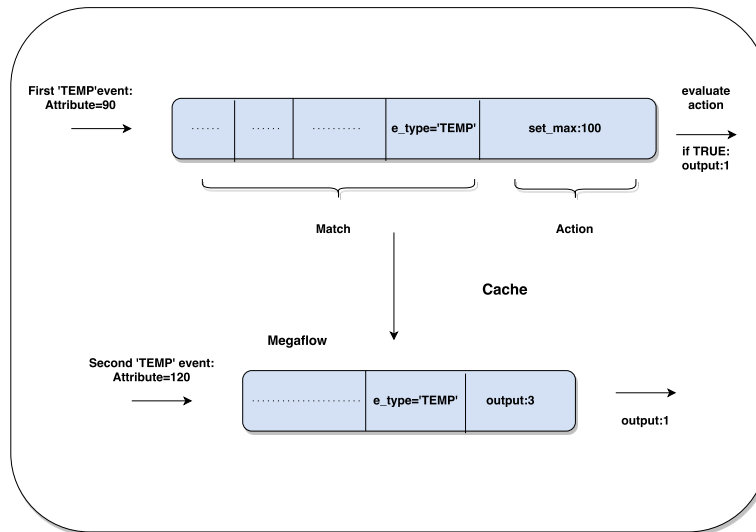 First 'TEMP'event:
Attribute=90
......
......
.........
e_type='TEMP'
set_max:100
evaluate
action
if TRUE:
output:1
Match
Action
Cache
Megaflow
Second 'TEMP' event:
Attribute=120
.....................
e_type='TEMP'
output:3
output:1